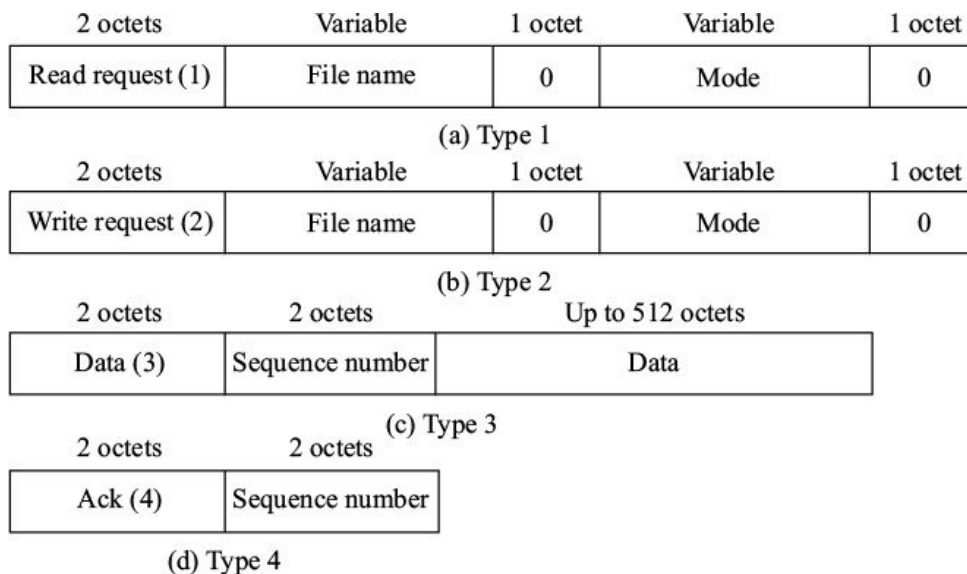 2 octets Variable 1 octet Variable 1 octet
Read request (1) File name 0 Mode 0
(a) Type 1
2 octets Variable 1 octet Variable 1 octet
Write request (2) File name 0 Mode 0
(b) Type 2
2 octets 2 octets Up to 512 octets
Data (3) Sequence number Data
(c) Type 3
2 octets 2 octets
Ack (4) Sequence number
(d) Type 4